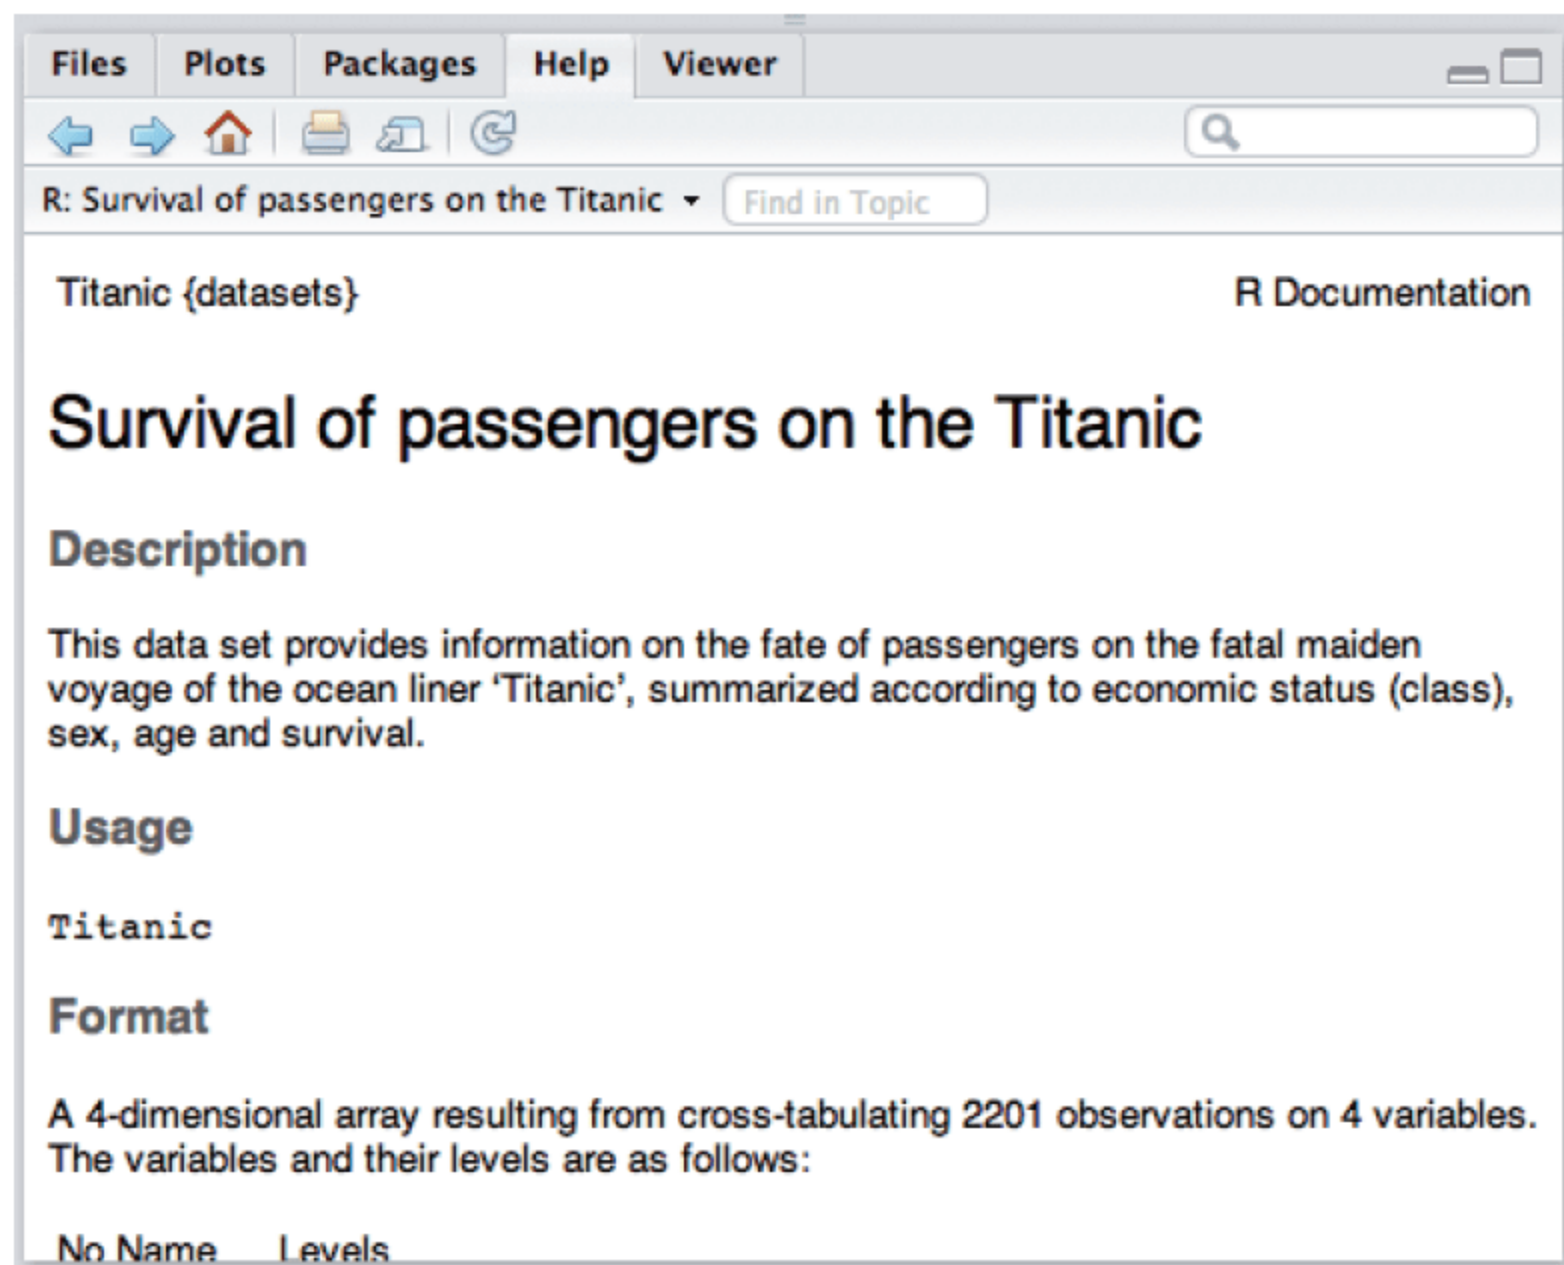 Files Plots Packages Help Viewer
R: Survival of passengers on the Titanic Find in Topic
Titanic {datasets} R Documentation
Survival of passengers on the Titanic
Description
This data set provides information on the fate of passengers on the fatal maiden
voyage of the ocean liner ‘Titanic’, summarized according to economic status (class),
sex, age and survival.
Usage
Titanic
Format
A 4-dimensional array resulting from cross-tabulating 2201 observations on 4 variables.
The variables and their levels are as follows:
No Name Levels